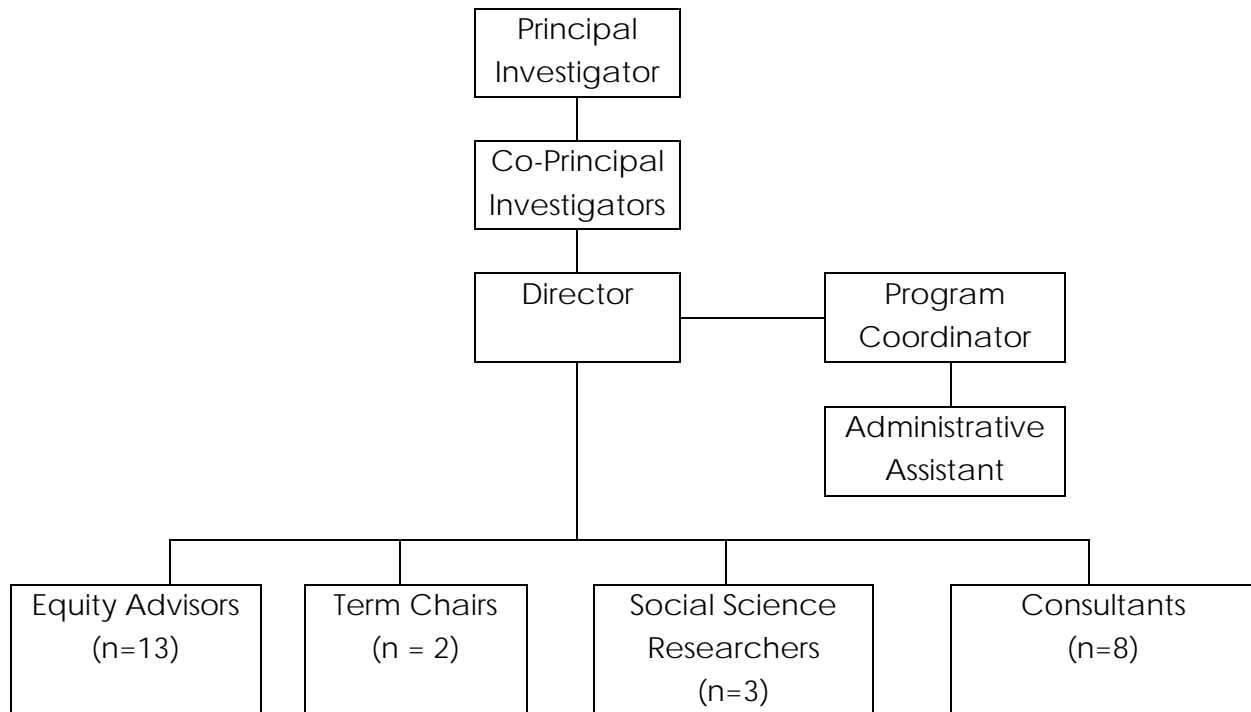 Principal
Investigator
Co-Principal
Investigators
Director
Program
Coordinator
Administrative
Assistant
Equity Advisors
(n=13)
Term Chairs
(n = 2)
Social Science
Researchers
(n=3)
Consultants
(n=8)